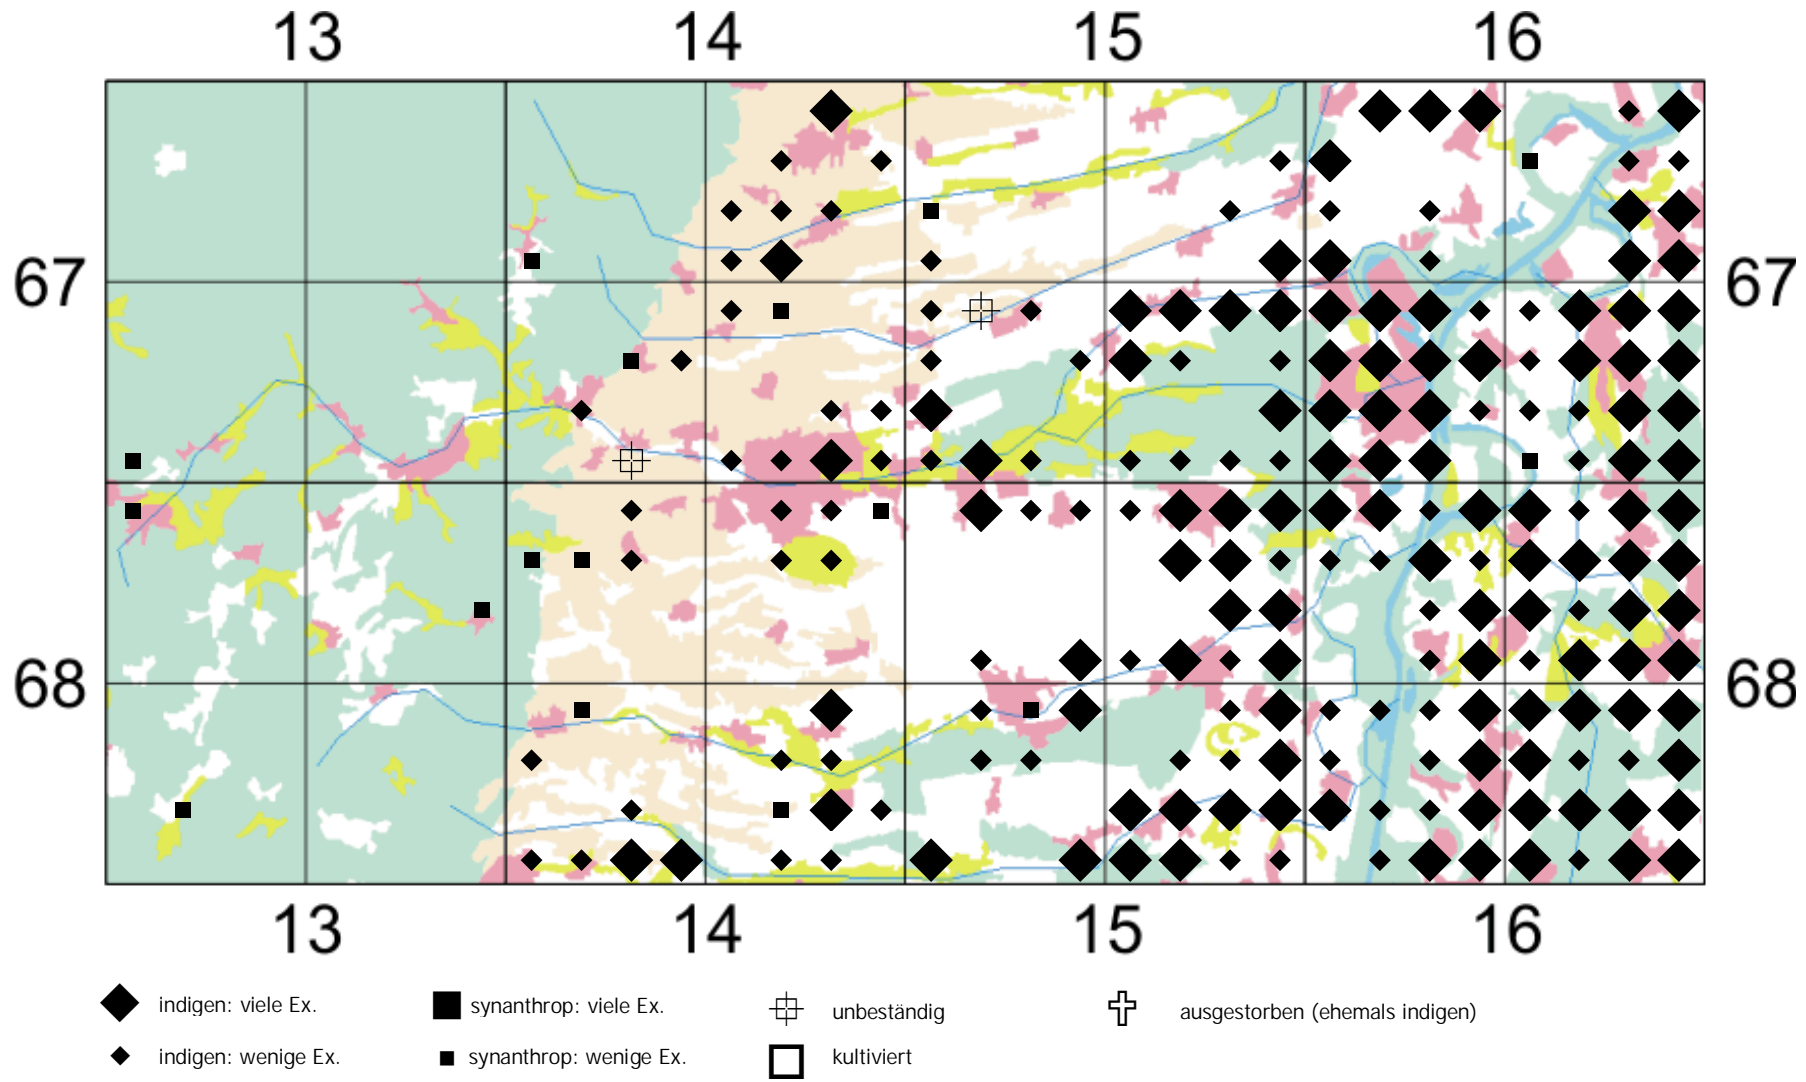 13 14 15 16
67 67
68 68
13 14 15 16
indigen: viele Ex. synanthrop: viele Ex. unbeständig ausgestorben (ehemals indigen)
indigen: wenige Ex. synanthrop: wenige Ex. kultiviert